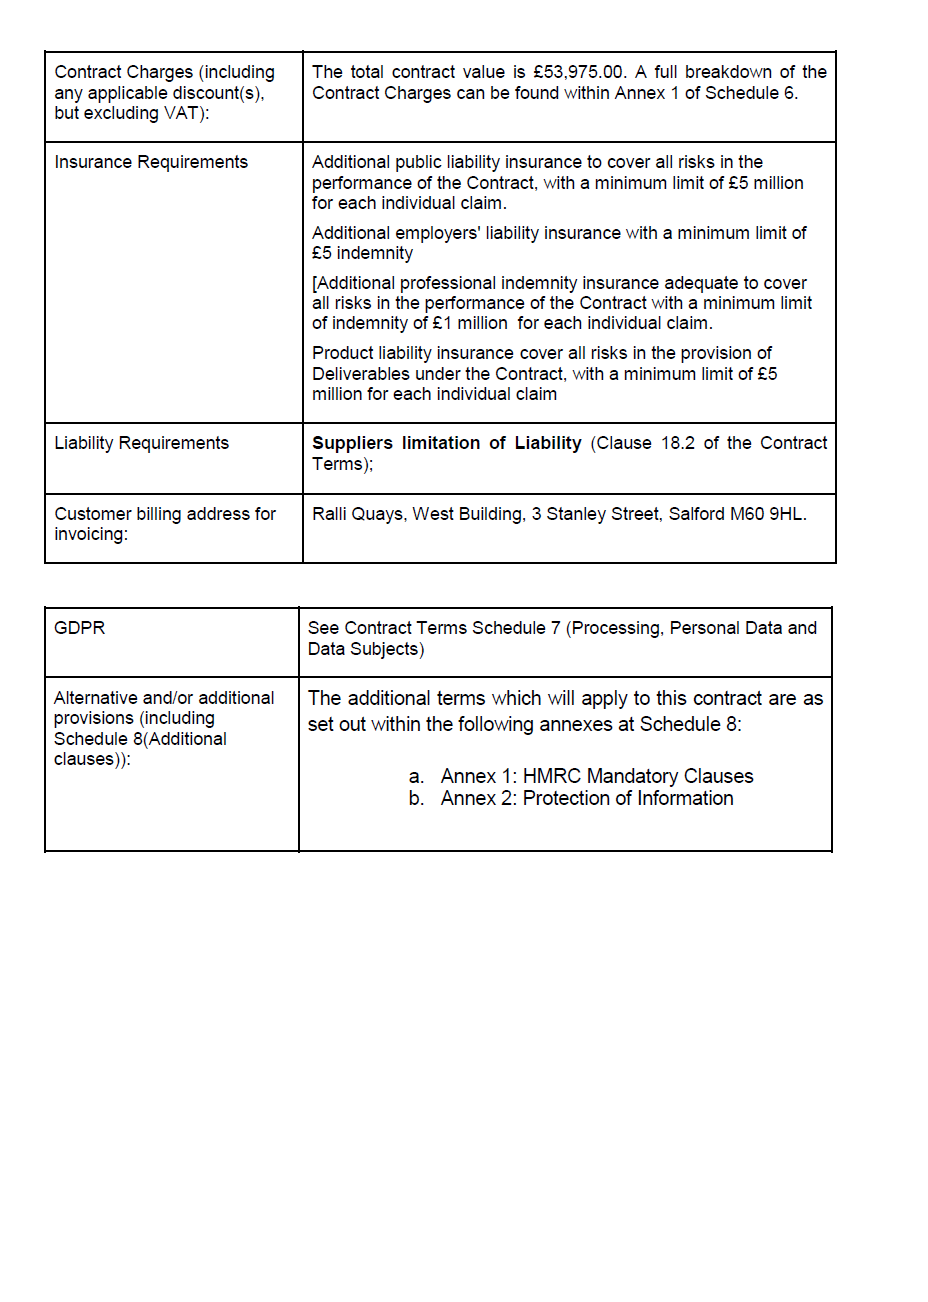 Contract Charges (including
any applicable discount(s),
but excluding VAT):
The total contract value is £53,975.00. A full breakdown of the
Contract Charges can be found within Annex 1 of Schedule 6.
Insurance Requirements
Additional public liability insurance to cover all risks in the
performance of the Contract, with a minimum limit of £5 million
for each individual claim.
Additional employers' liability insurance with a minimum limit of
£5 indemnity
[Additional professional indemnity insurance adequate to cover
all risks in the performance of the Contract with a minimum limit
of indemnity of £1 million  for each individual claim.
Product liability insurance cover all risks in the provision of
Deliverables under the Contract, with a minimum limit of £5
million for each individual claim
Liability Requirements
Suppliers limitation of Liability (Clause 18.2 of the Contract
Terms);
Customer billing address for
invoicing:
Ralli Quays, West Building, 3 Stanley Street, Salford M60 9HL.
GDPR
See Contract Terms Schedule 7 (Processing, Personal Data and
Data Subjects)
Alternative and/or additional
provisions (including
Schedule 8(Additional
clauses)):
The additional terms which will apply to this contract are as
set out within the following annexes at Schedule 8:
a. Annex 1: HMRC Mandatory Clauses
b. Annex 2: Protection of Information